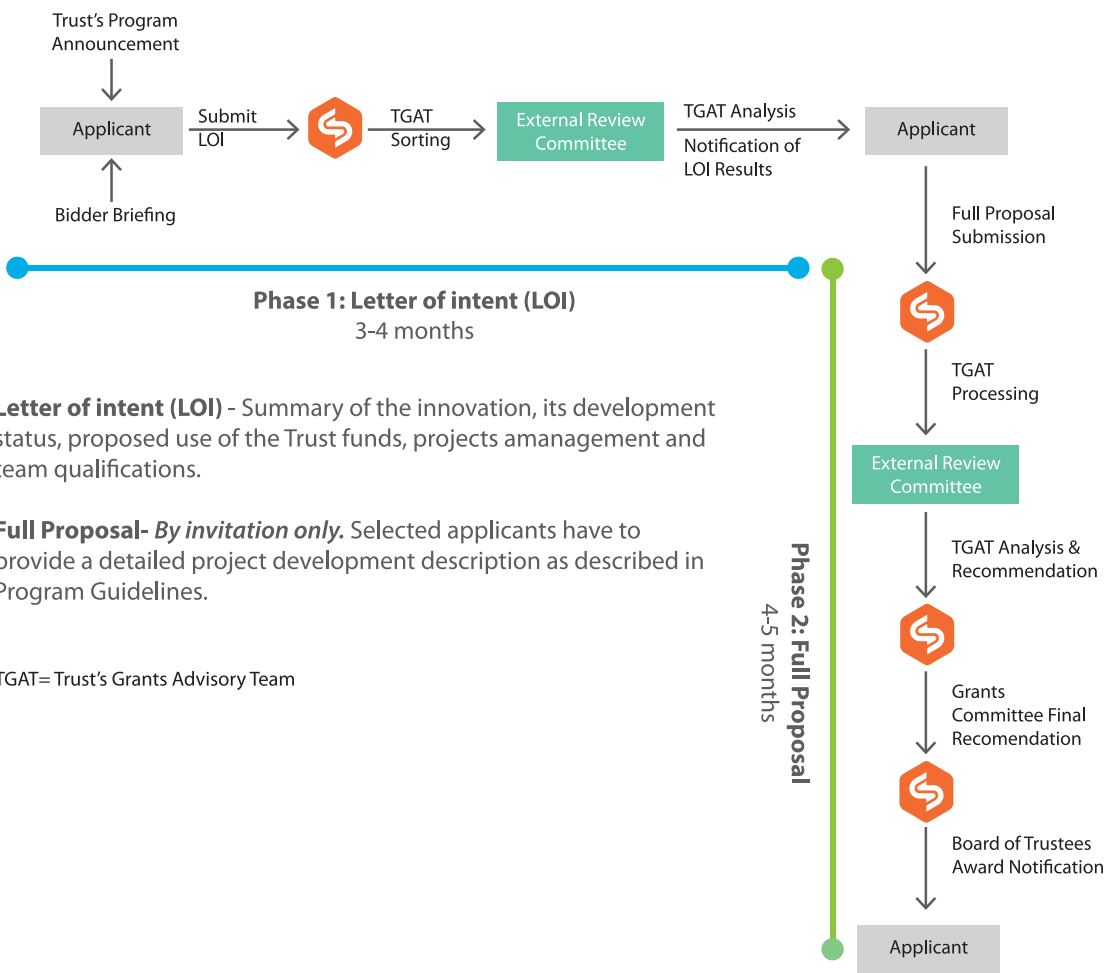 Trust's Program
Announcement
Applicant
Submit
LOI
TGAT
Sorting
External Review
Committee
TGAT Analysis
Notification of
LOI Results
Applicant
Bidder Briefing
Full Proposal
Submission
Phase 1: Letter of intent (LOI)
3-4 months
TGAT
Processing
Letter of intent (LOI) - Summary of the innovation, its development
status, proposed use of the Trust funds, projects amanagement and
team qualifications.
External Review
Committee
Full Proposal- By invitation only. Selected applicants have to
provide a detailed project development description as described in
Program Guidelines.
TGAT Analysis &
Recommendation
Phase 2: Full Proposal
4-5 months
TGAT= Trust's Grants Advisory Team
Grants
Committee Final
Recomendation
Board of Trustees
Award Notification
Applicant